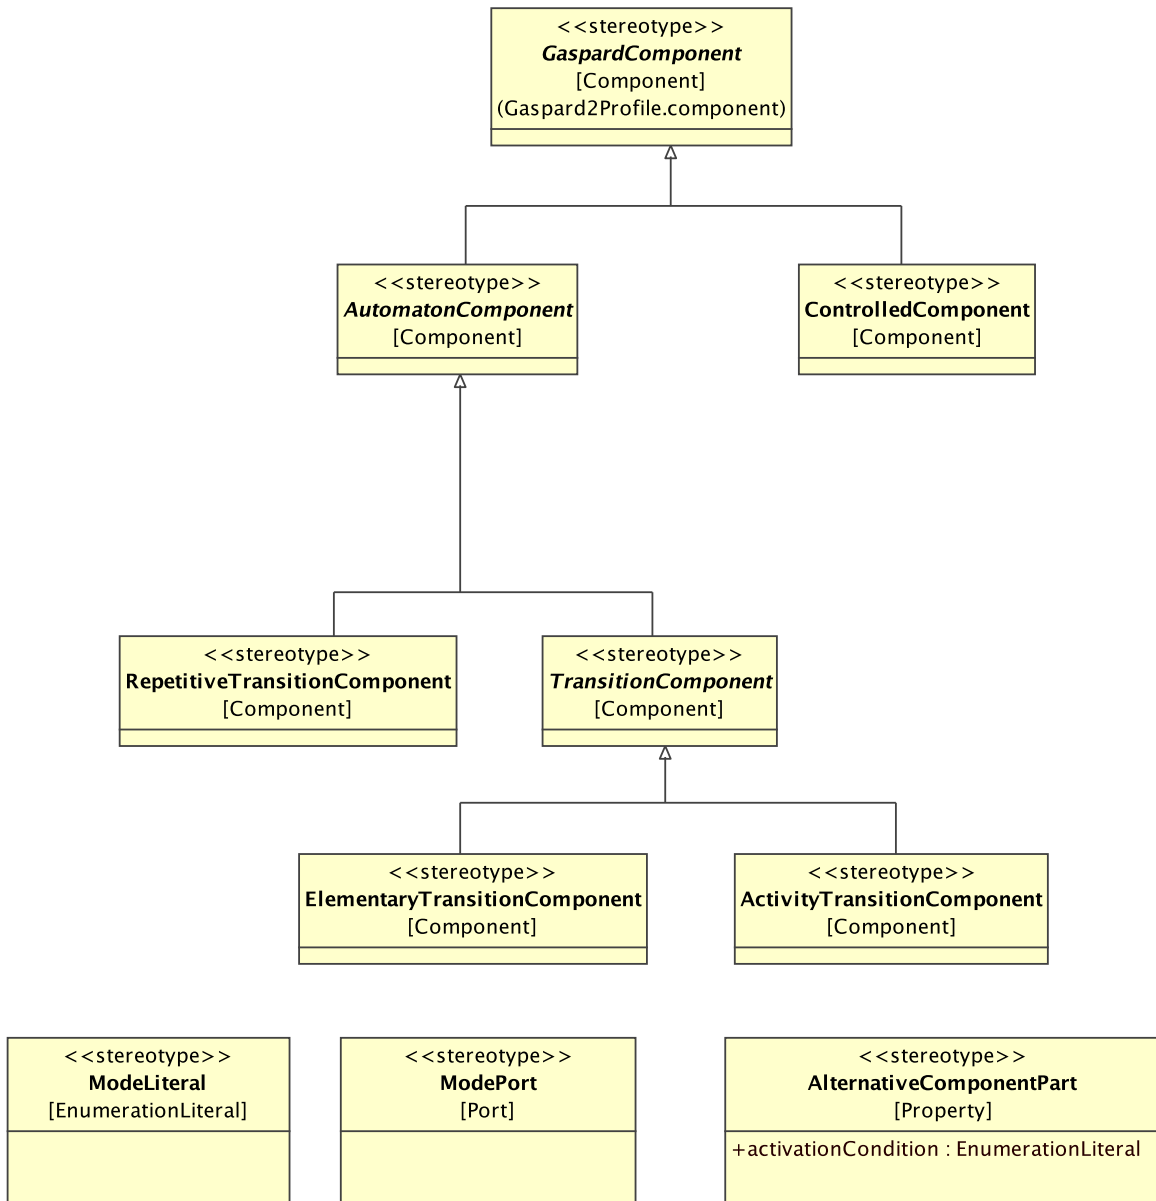 <<stereotype>>
GaspardComponent
[Component]
(Gaspard2Profile.component)
<<stereotype>>
AutomatonComponent
[Component]
<<stereotype>>
ControlledComponent
[Component]
<<stereotype>>
RepetitiveTransitionComponent
[Component]
<<stereotype>>
TransitionComponent
[Component]
<<stereotype>>
ElementaryTransitionComponent
[Component]
<<stereotype>>
ActivityTransitionComponent
[Component]
<<stereotype>>
ModeLiteral
[EnumerationLiteral]
<<stereotype>>
ModePort
[Port]
<<stereotype>>
AlternativeComponentPart
[Property]
+activationCondition : EnumerationLiteral